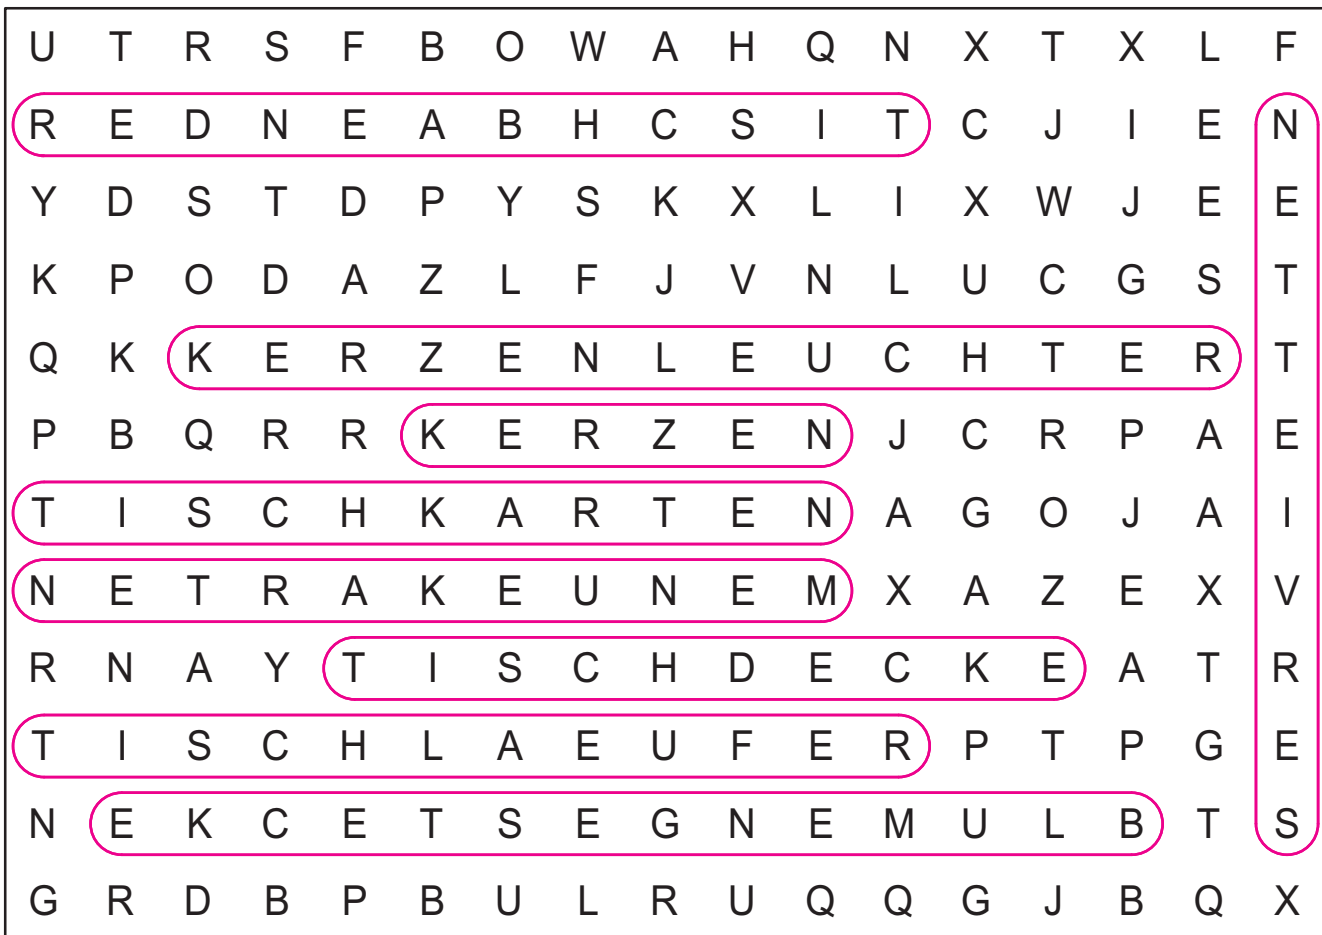 U T R S F B O W A H Q N X T X L F
R E D N E A B H C S I T C J I E N
Y D S T D P Y S K X L I X W J E E
K P O D A Z L F J V N L U C G S T
Q K K E R Z E N L E U C H T E R T
P B Q R R K E R Z E N J C R P A E
T I S C H K A R T E N A G O J A I
N E T R A K E U N E M X A Z E X V
R N A Y T I S C H D E C K E A T R
T I S C H L A E U F E R P T P G E
N E K C E T S E G N E M U L B T S
G R D B P B U L R U Q Q G J B Q X